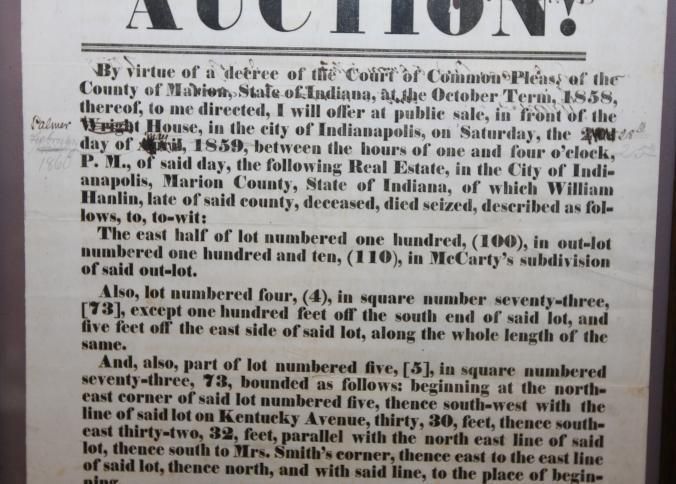 AUCTION!
By virtue of a decree of the Court of Common Pleas, of the
County of Marion, State of Indiana, at the October Term, 1858,
thereof, to me directed, I will offer at public sale, in front of the
Palmer
Wright House, in the city of Indianapolis, on Saturday, the
day of April, 1859, between the hours of one and four o'clock,
1860
P. M., of said day, the following Real Estate, in the City of Indi-
anapolis, Marion County, State of Indiana, of which William
Hanlin, late of said county, deceased, died seized, described as fol-
lows, to, to-wit:
The east half of lot numbered one hundred, (100), in out-lot
numbered one hundred and ten, (110), in McCarty's subdivision
of said out-lot.
Also, lot numbered four, (4), in square number seventy-three,
[73], except one hundred feet off the south end of said lot, and
five feet off the east side of said lot, along the whole length of the
same.
And, also, part of lot numbered five, [5], in square numbered
seventy-three, 73, bounded as follows: beginning at the north-
east corner of said lot numbered five, thence south-west with the
line of said lot on Kentucky Avenue, thirty, 30, feet, thence south-
east thirty-two, 32, feet, parallel with the north east line of said
lot, thence south to Mrs. Smith's corner, thence east to the east line
of said lot, thence north, and with said line, to the place of begin-
ning.